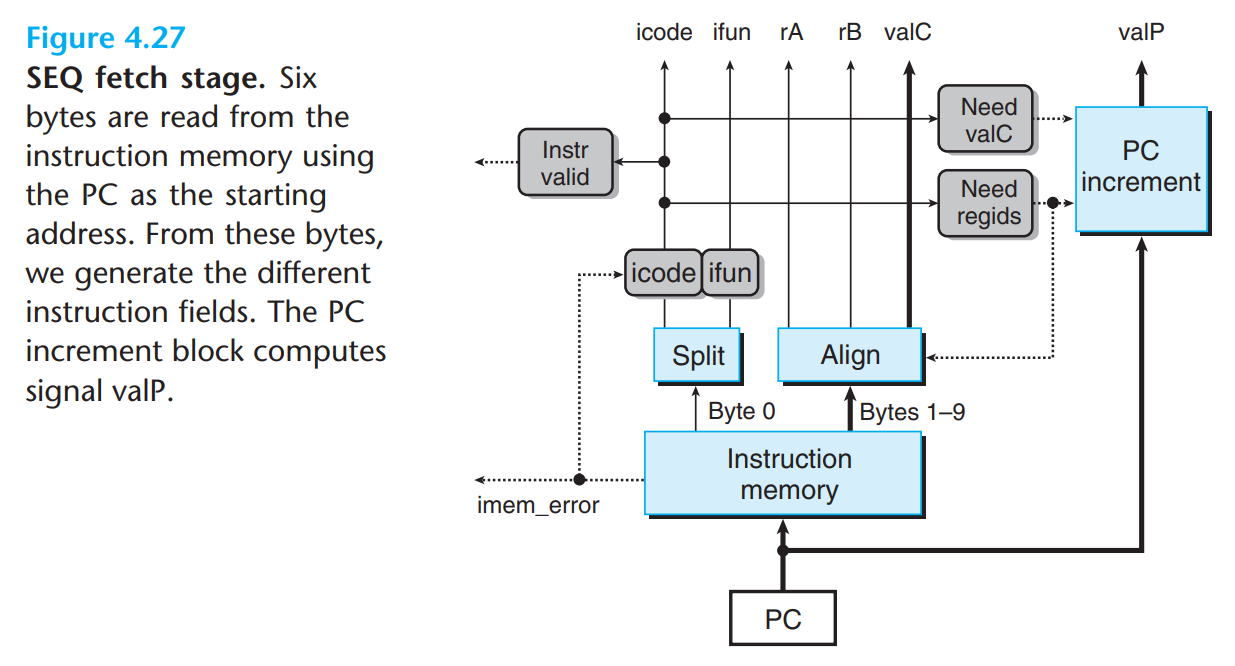 Figure 4.27
SEQ fetch stage. Six
bytes are read from the
instruction memory using
the PC as the starting
address. From these bytes,
we generate the different
instruction fields. The PC
increment block computes
signal valP.
icode ifun rA rB valC valP
Need
valC
Instr
valid
PC
increment
Need
regids
icode ifun
Split
Align
Byte 0
Bytes 1–9
Instruction
memory
imem_error
PC